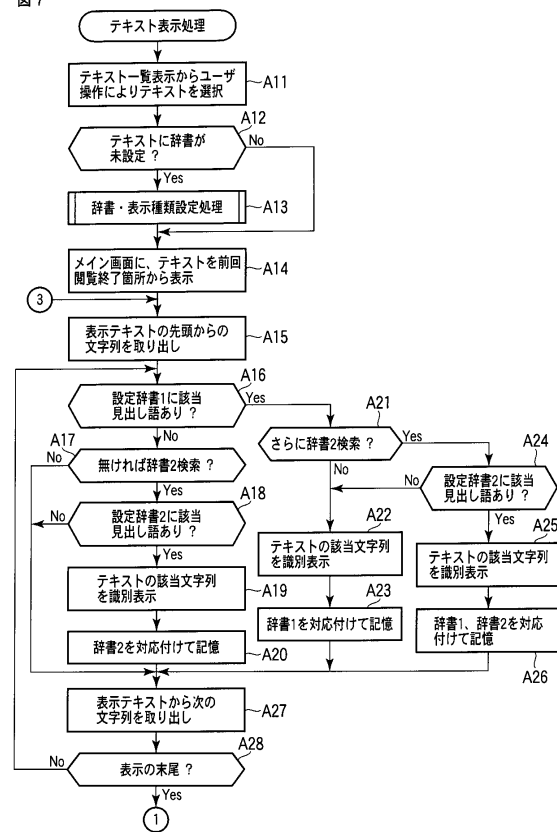 図7
テキスト表示処理
テキスト一覧表示からユーザ
操作によりテキストを選択
A11
テキストに辞書が
未設定 ?
A12
No
Yes
辞書・表示種類設定処理
A13
メイン画面に、テキストを前回
閲覧終了箇所から表示
A14
3
表示テキストの先頭からの
文字列を取り出し
A15
設定辞書1に該当
見出し語あり ?
A16
Yes
No
A17
無ければ辞書2検索 ?
No
Yes
A18
設定辞書2に該当
見出し語あり ?
No
Yes
テキストの該当文字列
を識別表示
A19
辞書2を対応付けて記憶
A20
A21
さらに辞書2検索 ?
Yes
No
A22
テキストの該当文字列
を識別表示
A23
辞書1を対応付けて記憶
A24
設定辞書2に該当
見出し語あり ?
No
Yes
A25
テキストの該当文字列
を識別表示
辞書1、辞書2を対応
付けて記憶
A26
表示テキストから次の
文字列を取り出し
A27
A28
表示の末尾 ?
No
Yes
1